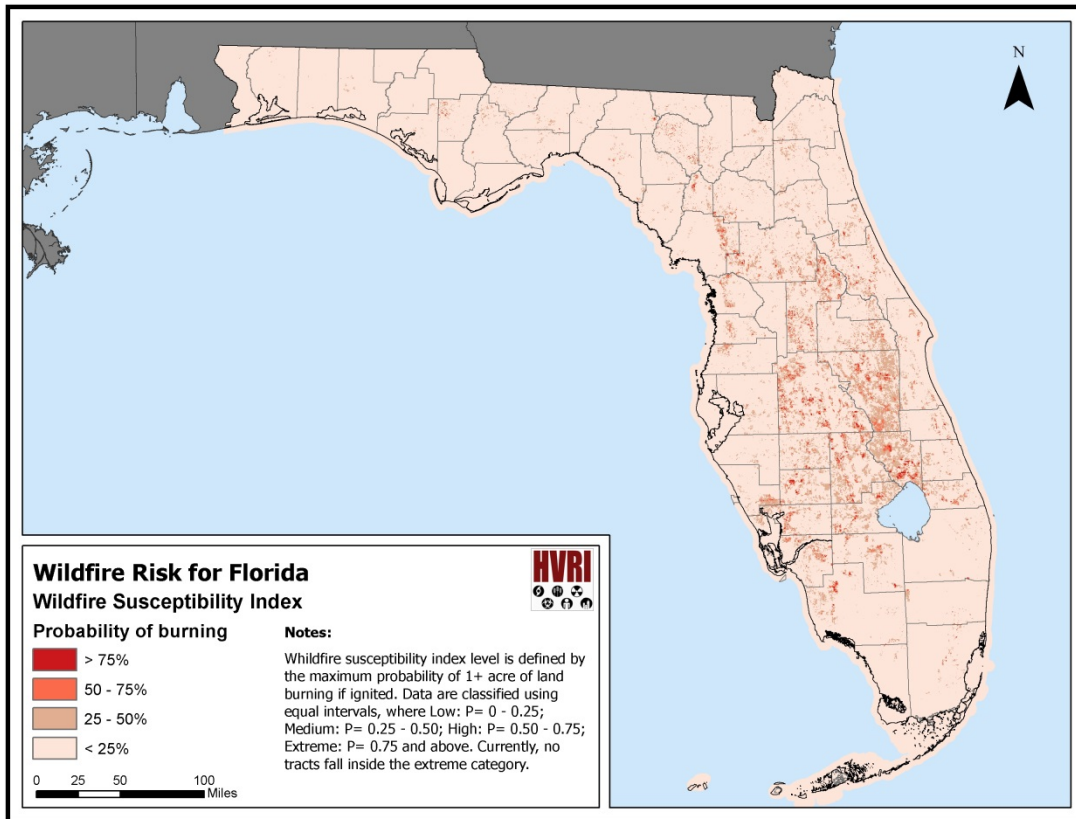 N
Wildfire Risk for Florida
Wildfire Susceptibility Index
Probability of burning
> 75%
50 - 75%
25 - 50%
< 25%
0 25 50 100
Miles
HVRI
Notes:
Whildfire susceptibility index level is defined by
the maximum probability of 1+ acre of land
burning if ignited. Data are classified using
equal intervals, where Low: P= 0 - 0.25;
Medium: P= 0.25 - 0.50; High: P= 0.50 - 0.75;
Extreme: P= 0.75 and above. Currently, no
tracts fall inside the extreme category.